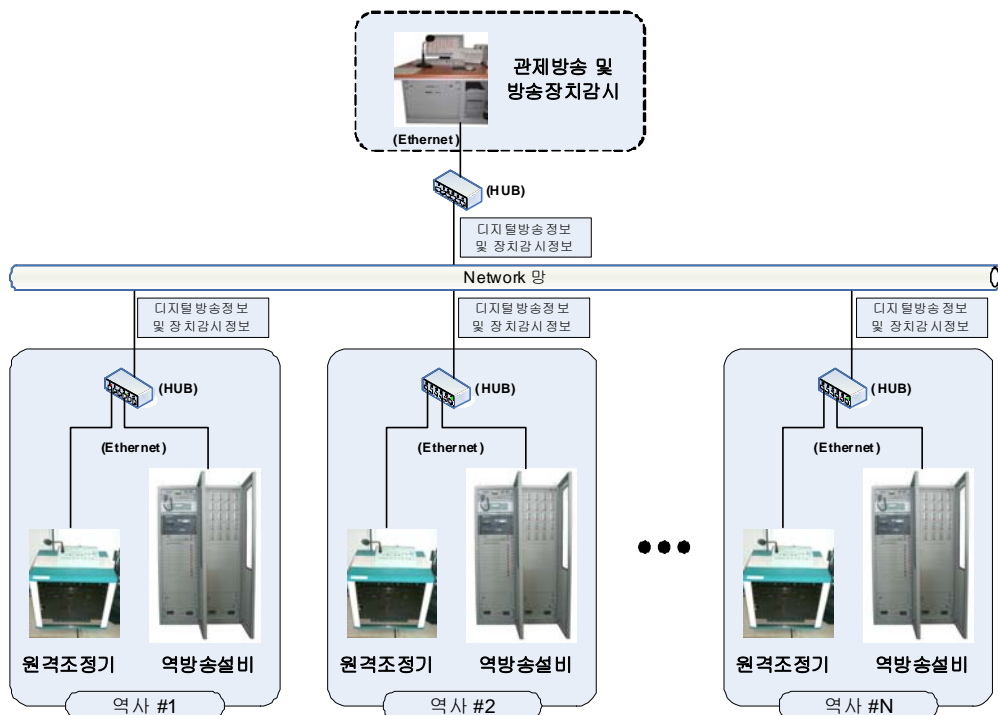 관제방송 및
방송장치감시
(Ethernet)
(HUB)
디지털방송정보
및 장치감시정보
Network 망
디지털방송정보
및 장치감시정보
디지털방송정보
및 장치감시정보
디지털방송정보
및 장치감시정보
(HUB)
(HUB)
(HUB)
(Ethernet)
(Ethernet)
(Ethernet)
원격조정기
역방송설비
원격조정기
역방송설비
원격조정기
역방송설비
역사 #1
역사 #2
역사 #N